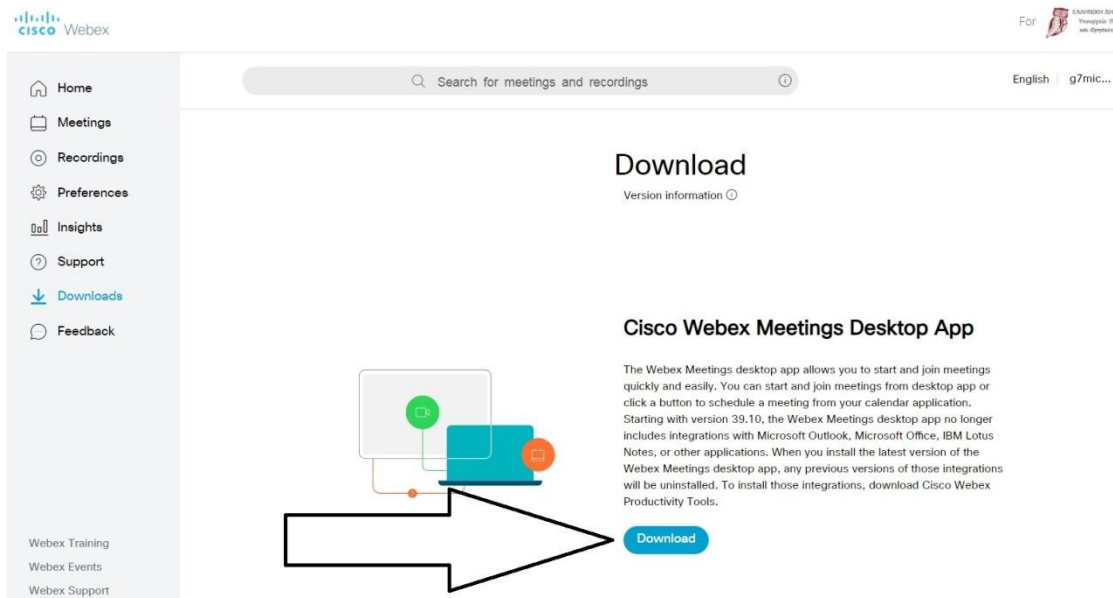 CISCO Webex
For
ΕΛΛΗΝΙΚΗ
Search for meetings and recordings
English g7mic...
Home
Meetings
Recordings
Preferences
Insights
Support
Downloads
Feedback
Download
Version information
Cisco Webex Meetings Desktop App
The Webex Meetings desktop app allows you to start and join meetings
quickly and easily. You can start and join meetings from desktop app or
click a button to schedule a meeting from your calendar application.
Starting with version 39.10, the Webex Meetings desktop app no longer
includes integrations with Microsoft Outlook, Microsoft Office, IBM Lotus
Notes, or other applications. When you install the latest version of the
Webex Meetings desktop app, any previous versions of those integrations
will be uninstalled. To install those integrations, download Cisco Webex
Productivity Tools.
Download
Webex Training
Webex Events
Webex Support